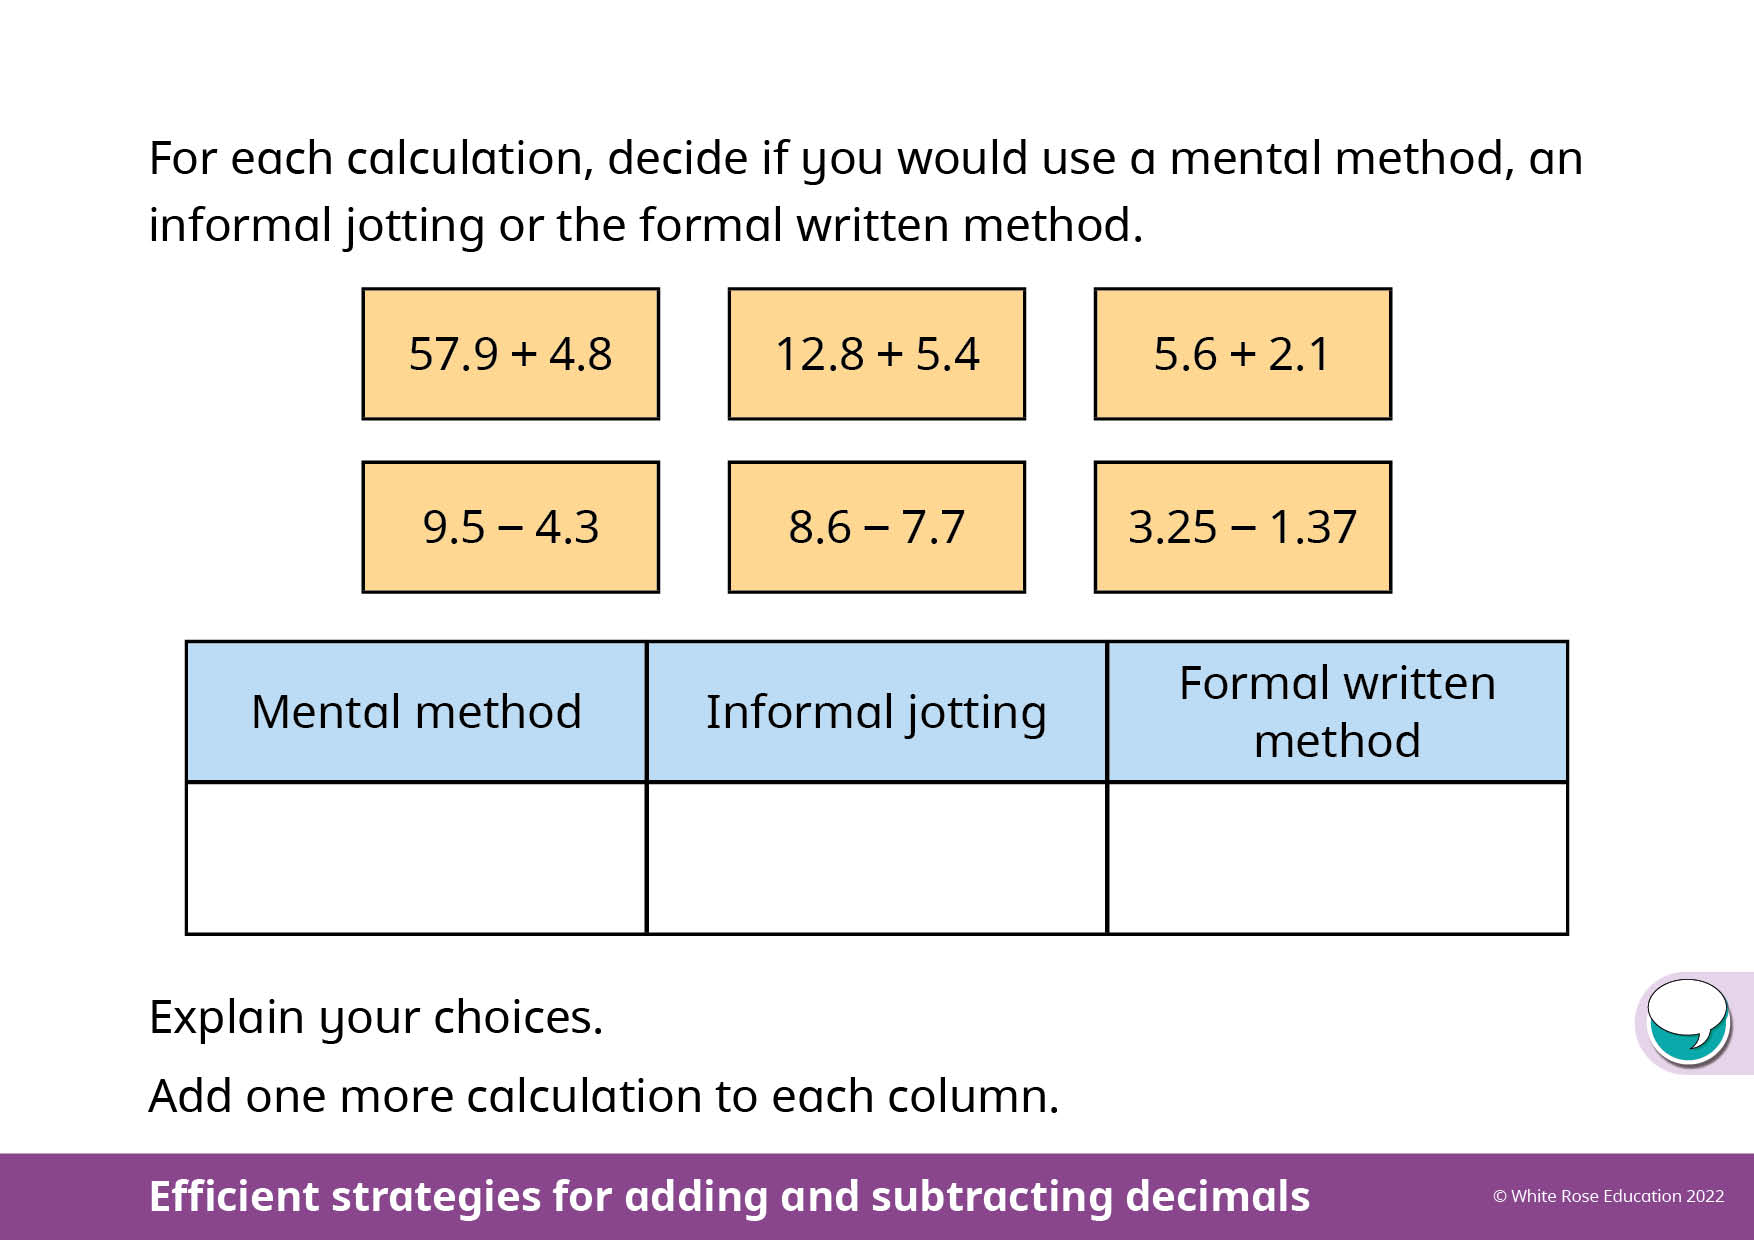 For each calculation, decide if you would use a mental method, an
informal jotting or the formal written method.
57.9 + 4.8
12.8 + 5.4
5.6 + 2.1
9.5 − 4.3
8.6 − 7.7
3.25 − 1.37
Mental method
Informal jotting
Formal written
method
Explain your choices.
Add one more calculation to each column.
Efficient strategies for adding and subtracting decimals
© White Rose Education 2022